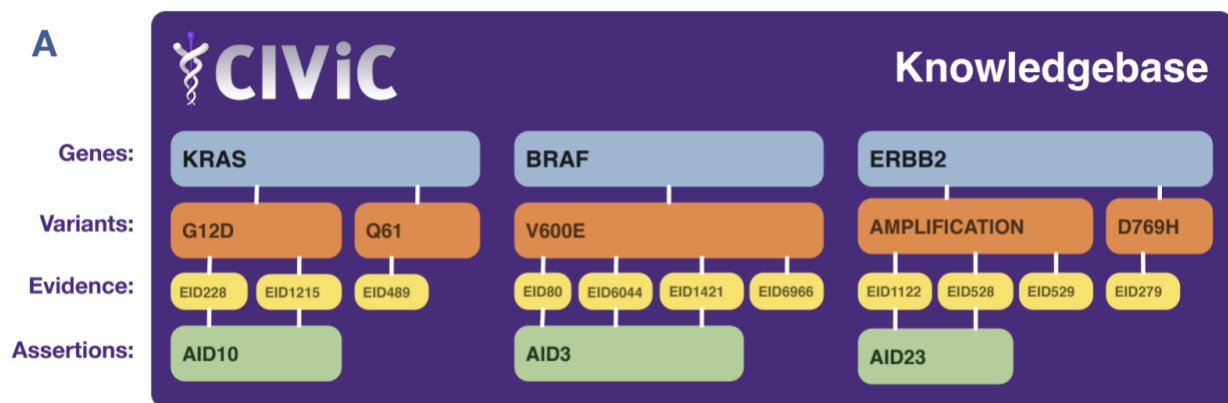 A
CIViC
Knowledgebase
Genes: KRAS BRAF ERBB2
Variants: G12D Q61 V600E AMPLIFICATION D769H
Evidence: EID228 EID1215 EID489 EID80 EID6044 EID1421 EID6966 EID1122 EID528 EID529 EID279
Assertions: AID10 AID3 AID23